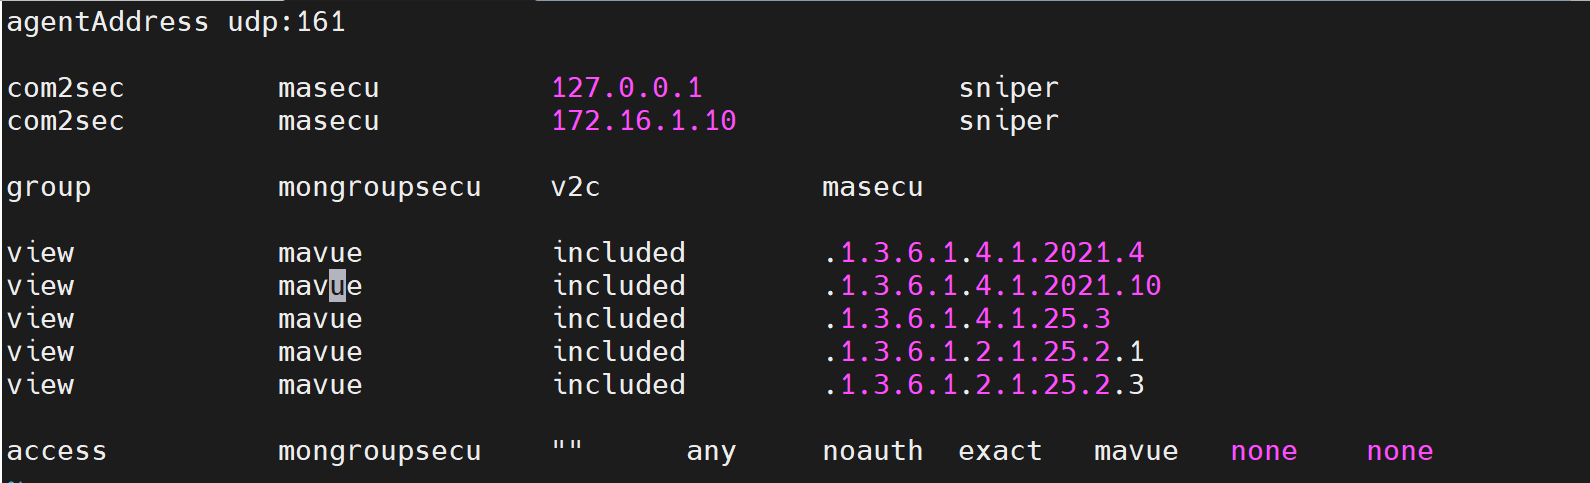 agentAddress udp:161
com2sec masecu 127.0.0.1 sniper
com2sec masecu 172.16.1.10 sniper
group mongroupsecu v2c masecu
view mavue included .1.3.6.1.4.1.2021.4
view mavue included .1.3.6.1.4.1.2021.10
view mavue included .1.3.6.1.4.1.25.3
view mavue included .1.3.6.1.2.1.25.2.1
view mavue included .1.3.6.1.2.1.25.2.3
access mongroupsecu "" any noauth exact mavue none none